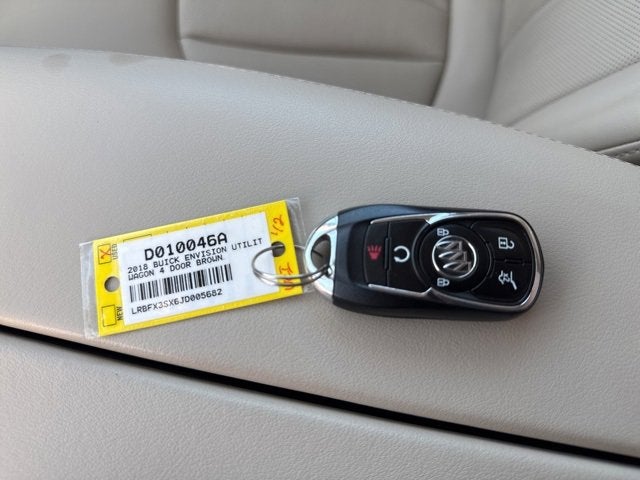 D010046A
2018 BUICK ENVISION UTILIT
WAGON 4 DOOR BROWN
LRBFX3SX6JD005682
USED
NEW